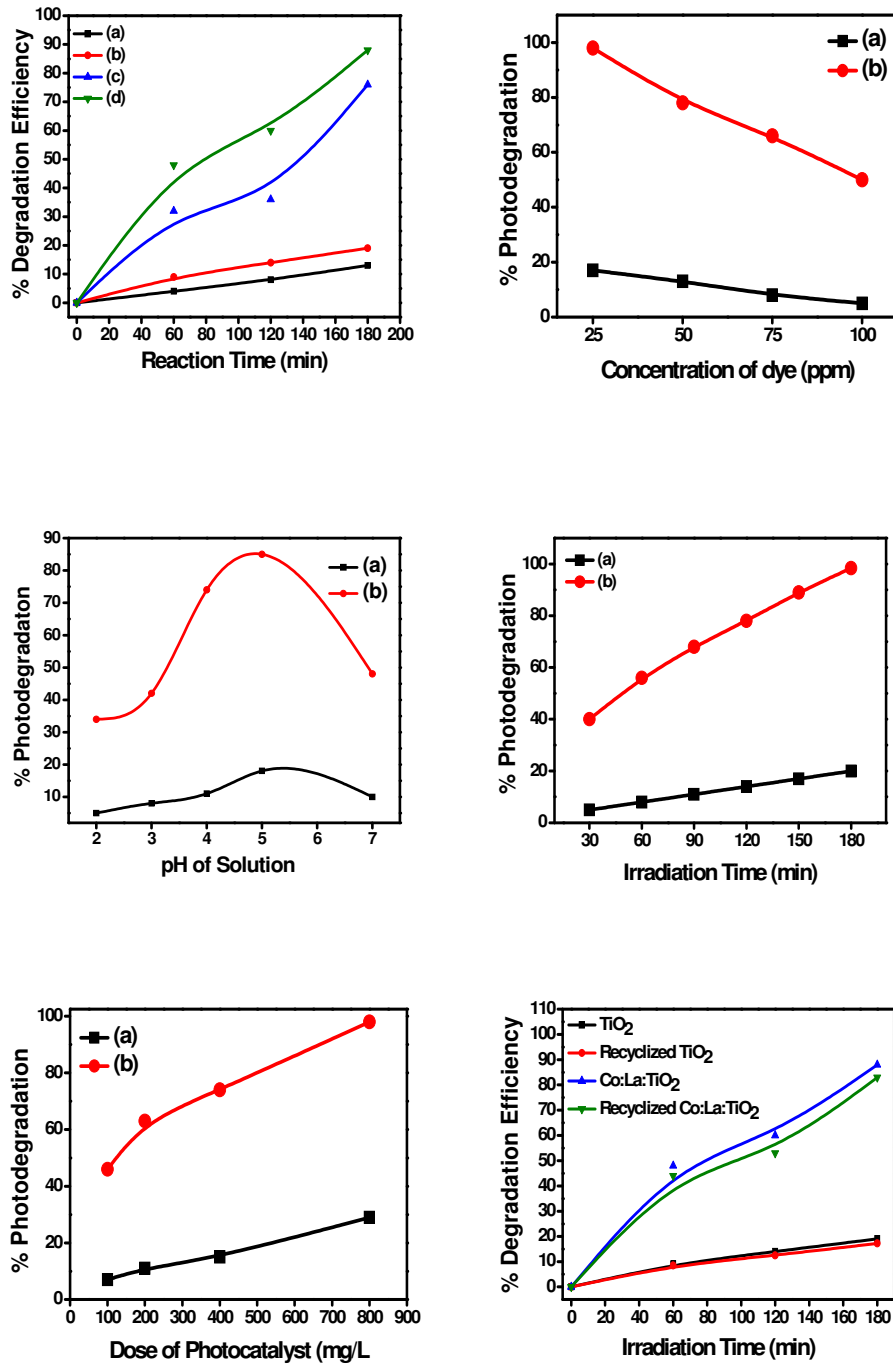 100
90
80
70
60
50
40
30
20
10
0
% Degradation Efficiency
(a)
(b)
(c)
(d)
0 20 40 60 80 100 120 140 160 180 200
Reaction Time (min)
100
80
60
40
20
0
% Photodegradation
(a)
(b)
25 50 75 100
Concentration of dye (ppm)
90
80
70
60
50
40
30
20
10
% Photodegradaton
(a)
(b)
2 3 4 5 6 7
pH of Solution
100
80
60
40
20
0
% Photodegradation
(a)
(b)
30 60 90 120 150 180
Irradiation Time (min)
100
80
60
40
20
0
% Photodegradation
(a)
(b)
0 100 200 300 400 500 600 700 800 900
Dose of Photocatalyst (mg/L
110
100
90
80
70
60
50
40
30
20
10
0
% Degradation Efficiency
TiO2
Recyclized TiO2
Co:La:TiO2
Recyclized Co:La:TiO2
0 20 40 60 80 100 120 140 160 180
Irradiation Time (min)